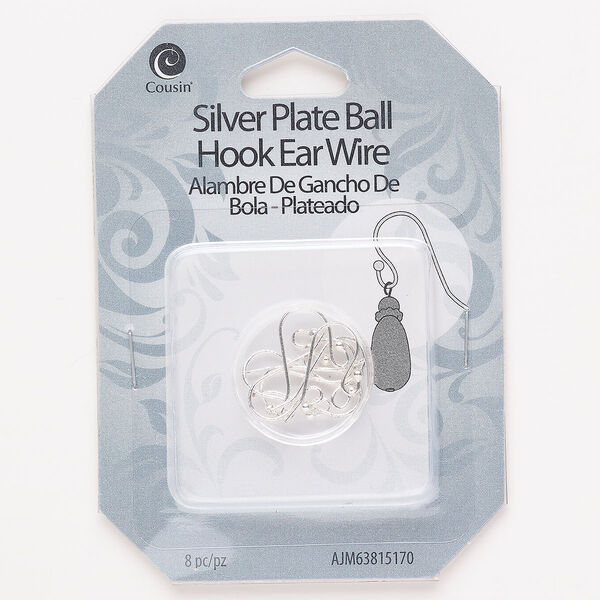 Cousin®
Silver Plate Ball
Hook Ear Wire
Alambre De Gancho De
Bola - Plateado
8 pc/pz
AJM63815170